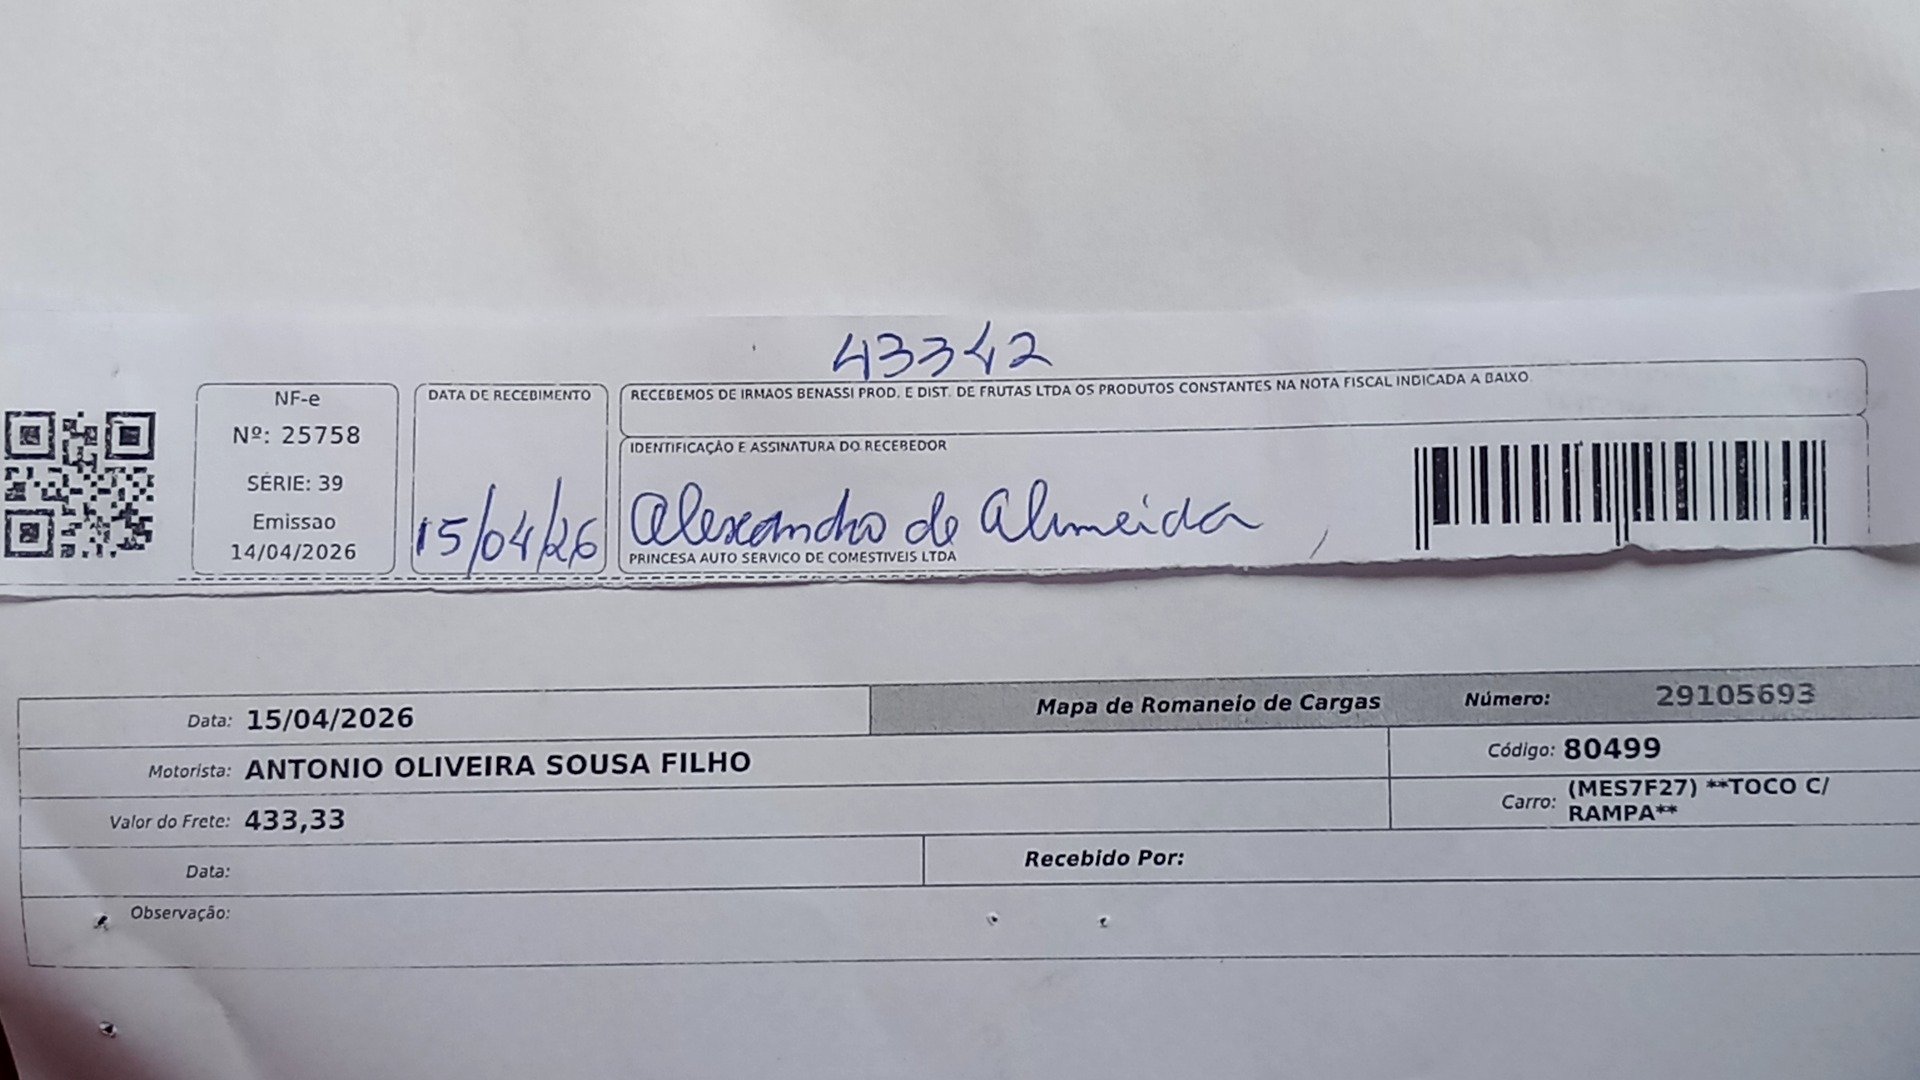 43342
NF-e
Nº: 25758
SÉRIE: 39
Emissao
14/04/2026
DATA DE RECEBIMENTO
15/04/26
RECEBEMOS DE IRMAOS BENASSI PROD. E DIST. DE FRUTAS LTDA OS PRODUTOS CONSTANTES NA NOTA FISCAL INDICADA A BAIXO
IDENTIFICAÇÃO E ASSINATURA DO RECEBEDOR
Alexandro de Almeida
PRINCESA AUTO SERVICO DE COMESTIVEIS LTDA
Data: 15/04/2026
Mapa de Romaneio de Cargas Número: 29105693
Motorista: ANTONIO OLIVEIRA SOUSA FILHO
Código: 80499
Valor do Frete: 433,33
Carro: (MES7F27) **TOCO C/
RAMPA**
Data:
Recebido Por:
Observação: